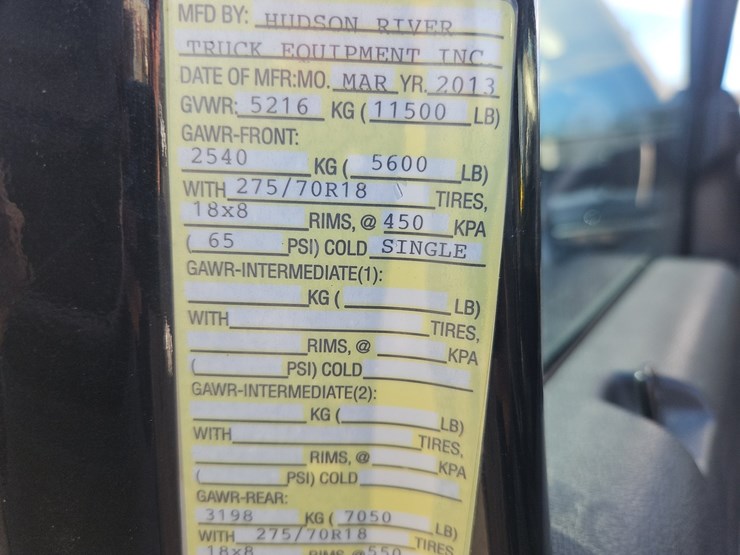 MFD BY: HUDSON RIVER
TRUCK EQUIPMENT INC
DATE OF MFR:MO. MAR YR. 2013
GVWR: 5216 KG ( 11500 LB)
GAWR-FRONT:
2540 KG ( 5600 LB)
WITH 275/70R18 TIRES,
18x8 RIMS, @ 450 KPA
( 65 PSI) COLD SINGLE
GAWR-INTERMEDIATE(1):
KG ( LB)
WITH TIRES,
RIMS, @ KPA
( PSI) COLD
GAWR-INTERMEDIATE(2):
KG ( LB)
WITH TIRES,
RIMS, @ KPA
( PSI) COLD
GAWR-REAR:
3198 KG ( 7050 LB)
WITH 275/70R18 TIRES
18x8 RIMS @ 550